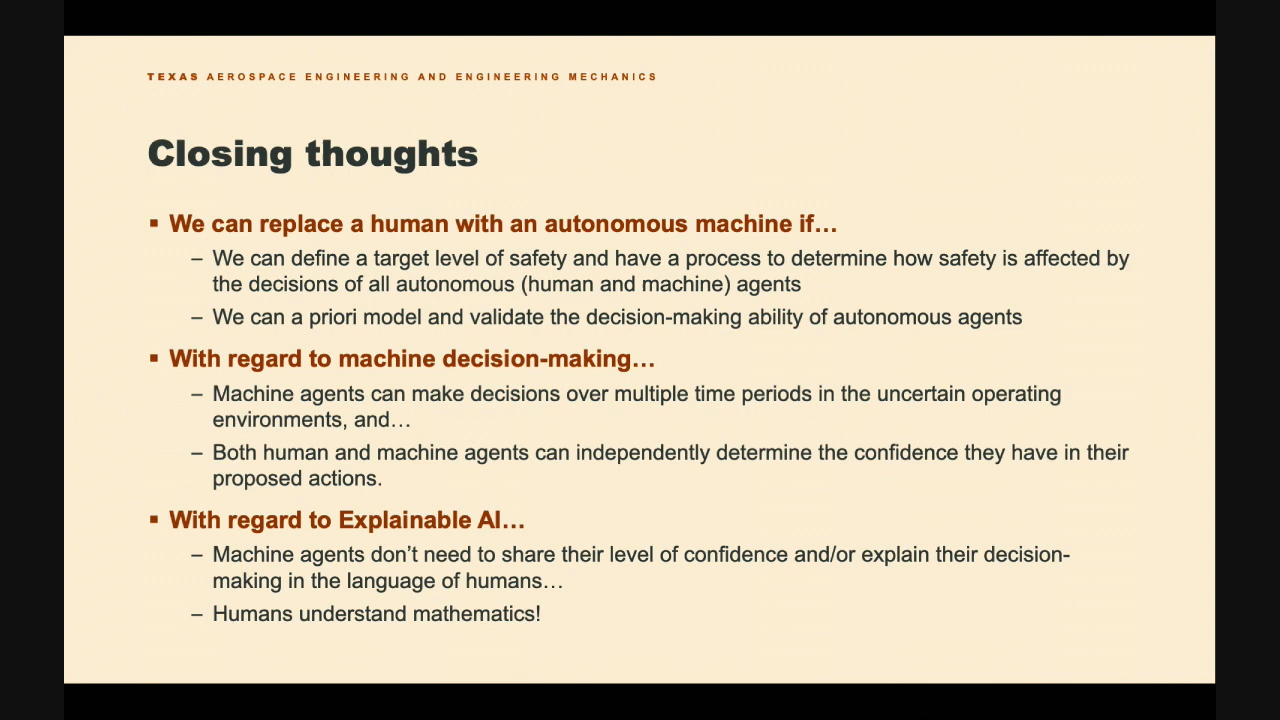 TEXAS AEROSPACE ENGINEERING AND ENGINEERING MECHANICS
Closing thoughts
▪ We can replace a human with an autonomous machine if…
– We can define a target level of safety and have a process to determine how safety is affected by
the decisions of all autonomous (human and machine) agents
– We can a priori model and validate the decision-making ability of autonomous agents
▪ With regard to machine decision-making…
– Machine agents can make decisions over multiple time periods in the uncertain operating
environments, and…
– Both human and machine agents can independently determine the confidence they have in their
proposed actions.
▪ With regard to Explainable AI…
– Machine agents don’t need to share their level of confidence and/or explain their decision-
making in the language of humans…
– Humans understand mathematics!